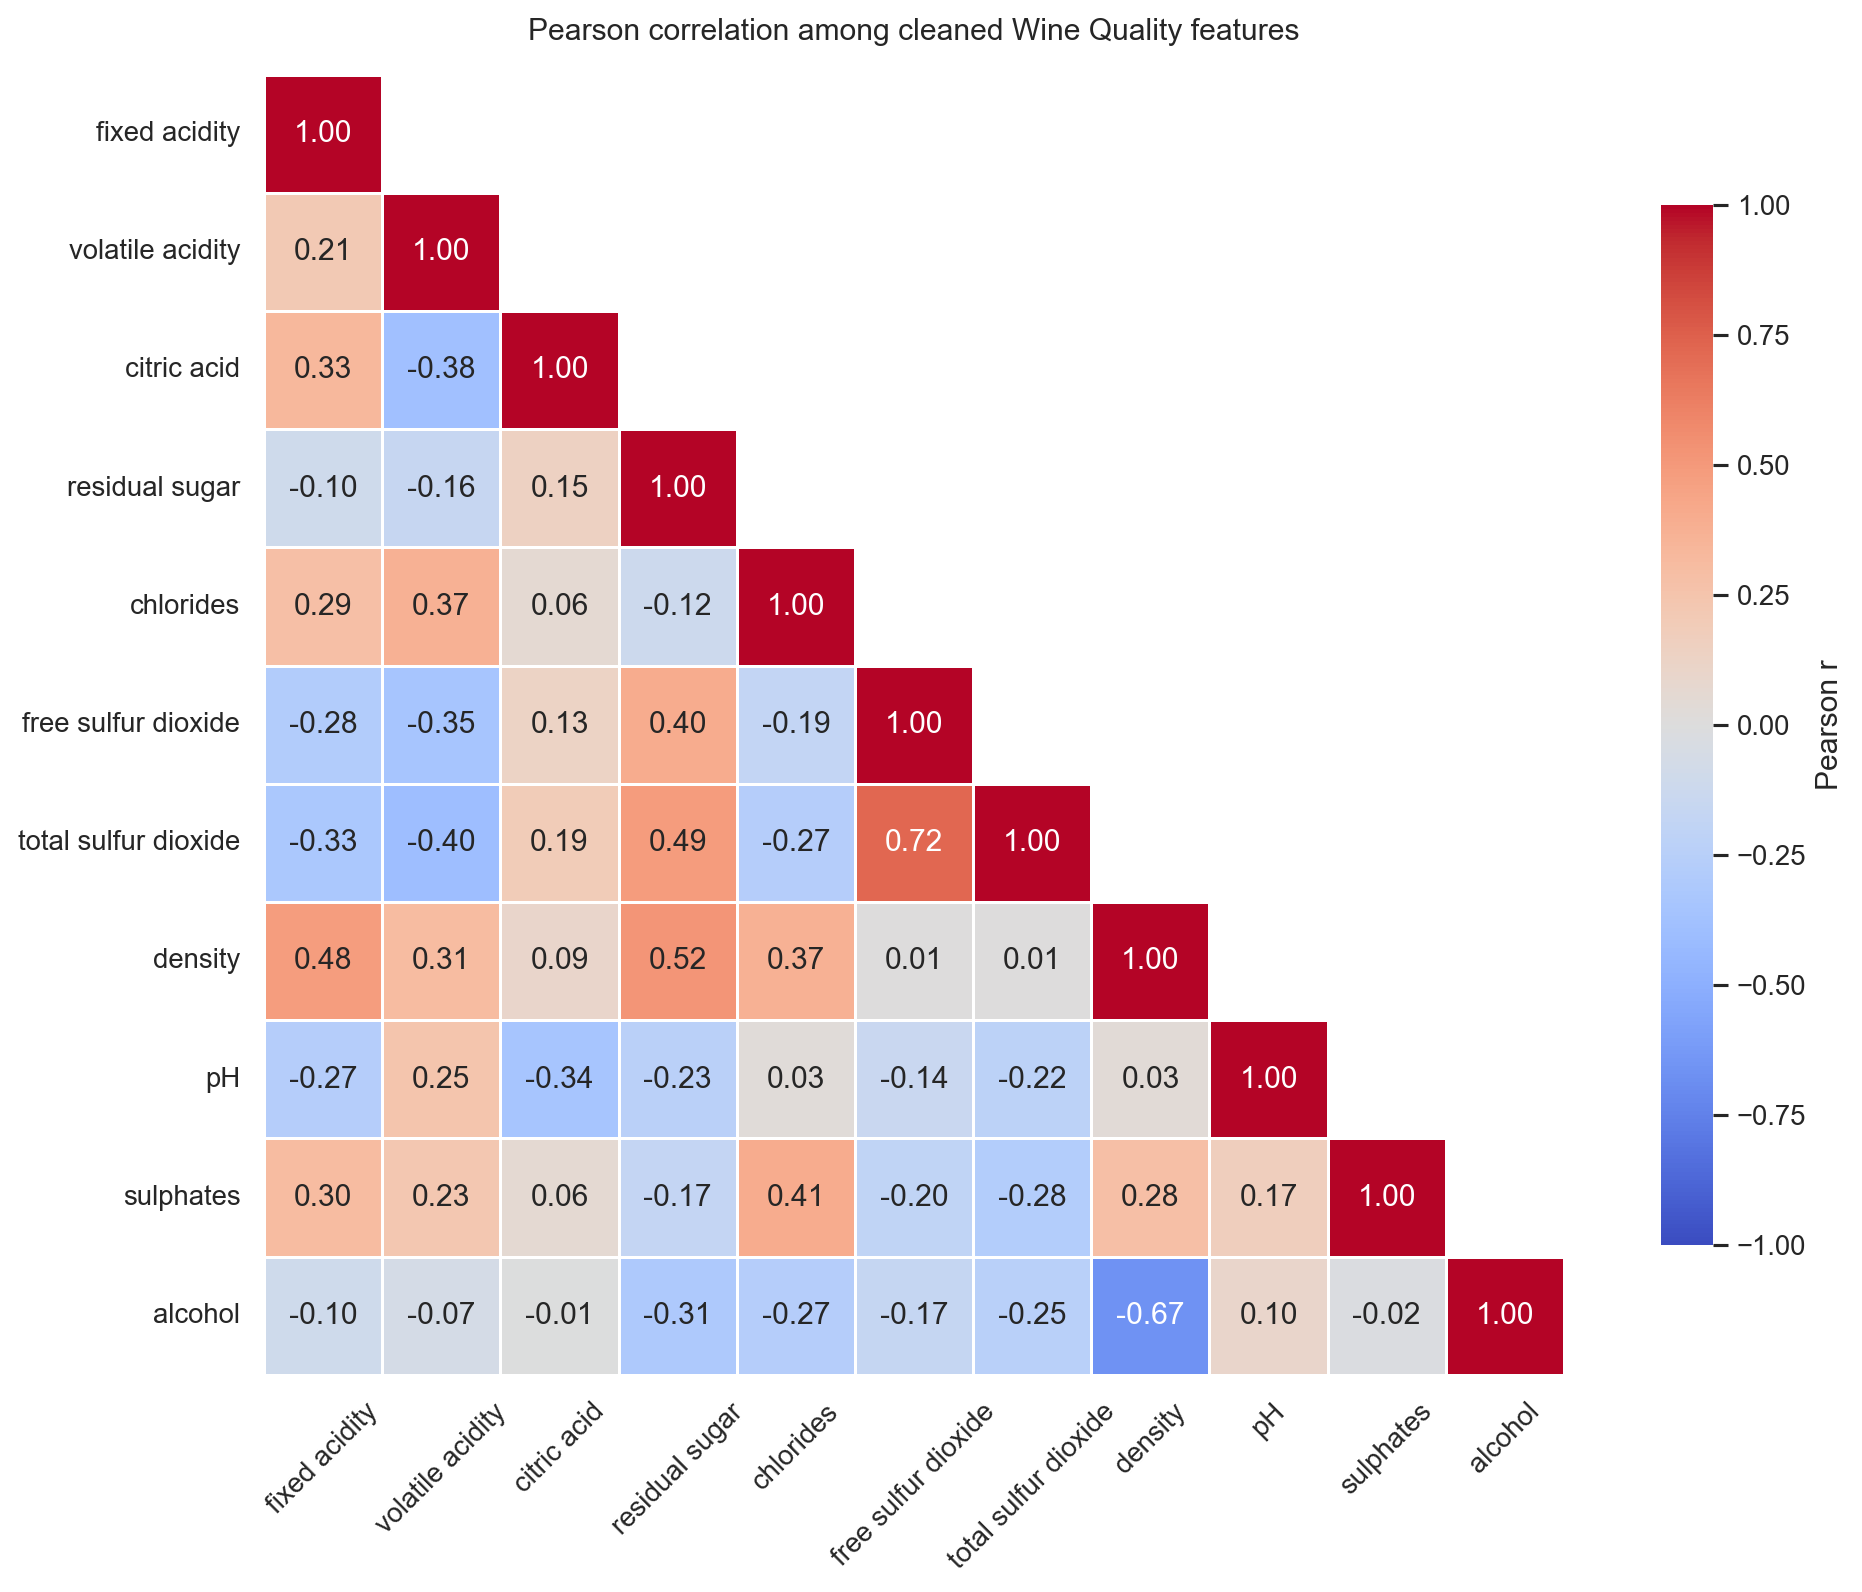 Pearson correlation among cleaned Wine Quality features
fixed acidity 1.00
volatile acidity 0.21 1.00
citric acid 0.33 -0.38 1.00
residual sugar -0.10 -0.16 0.15 1.00
chlorides 0.29 0.37 0.06 -0.12 1.00
free sulfur dioxide -0.28 -0.35 0.13 0.40 -0.19 1.00
total sulfur dioxide -0.33 -0.40 0.19 0.49 -0.27 0.72 1.00
density 0.48 0.31 0.09 0.52 0.37 0.01 0.01 1.00
pH -0.27 0.25 -0.34 -0.23 0.03 -0.14 -0.22 0.03 1.00
sulphates 0.30 0.23 0.06 -0.17 0.41 -0.20 -0.28 0.28 0.17 1.00
alcohol -0.10 -0.07 -0.01 -0.31 -0.27 -0.17 -0.25 -0.67 0.10 -0.02 1.00
fixed acidity
volatile acidity
citric acid
residual sugar
chlorides
free sulfur dioxide
total sulfur dioxide
density
pH
sulphates
alcohol
1.00
0.75
0.50
0.25
0.00
−0.25
−0.50
−0.75
−1.00
Pearson r